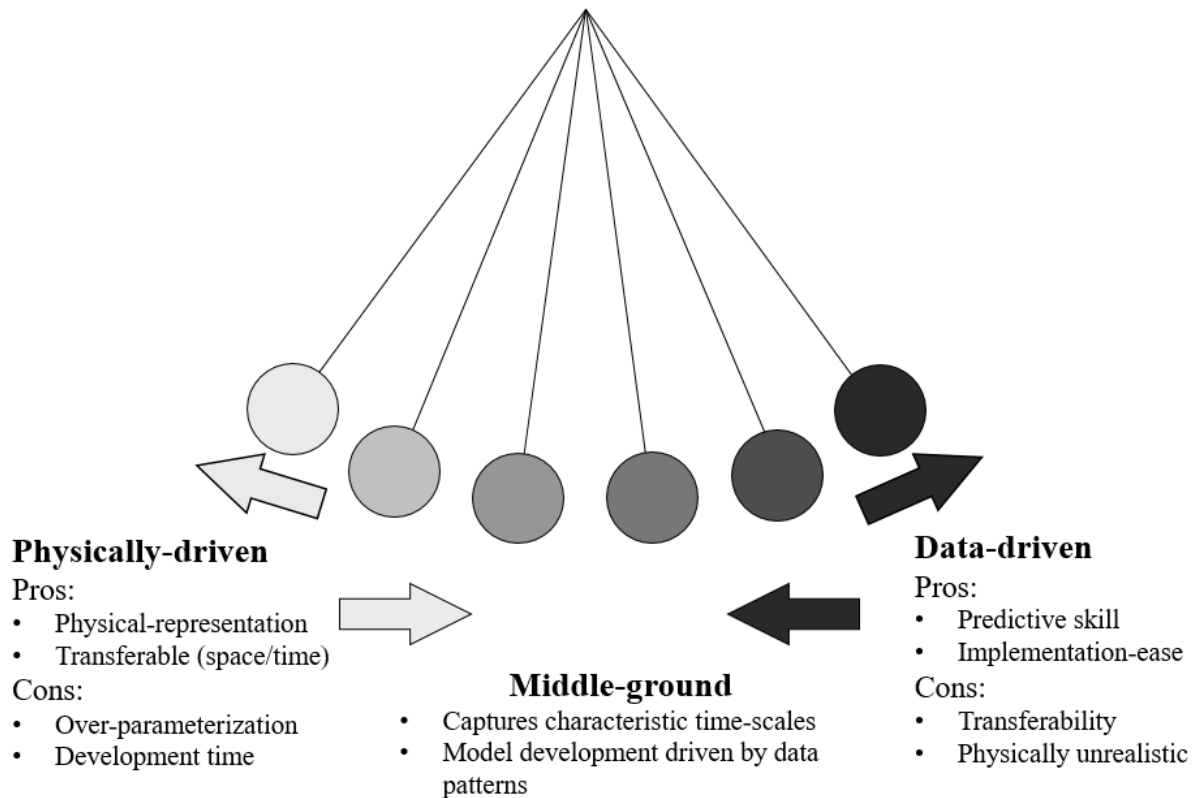 Physically-driven
Pros:
• Physical-representation
• Transferable (space/time)
Cons:
• Over-parameterization
• Development time
Middle-ground
• Captures characteristic time-scales
• Model development driven by data
patterns
Data-driven
Pros:
• Predictive skill
• Implementation-ease
Cons:
• Transferability
• Physically unrealistic